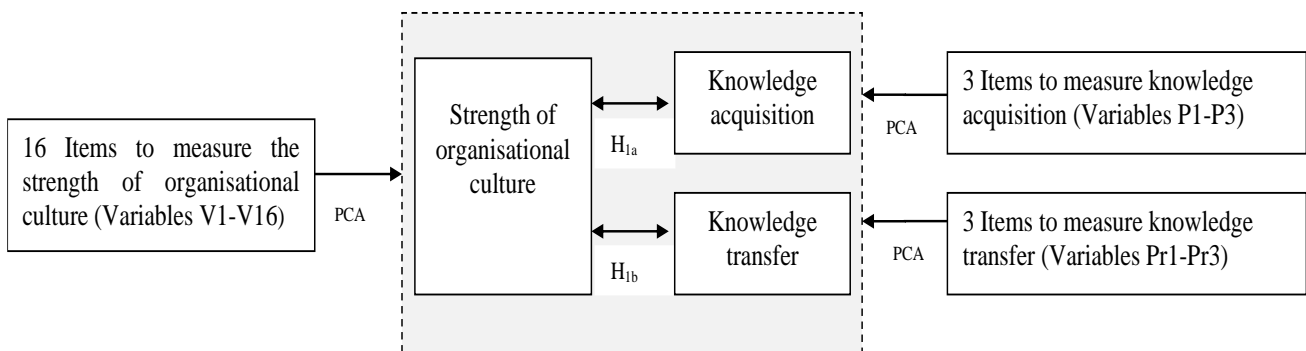 16 Items to measure the
strength of organisational
culture (Variables V1-V16)
PCA
Strength of
organisational
culture
H1a
H1b
Knowledge
acquisition
Knowledge
transfer
PCA
3 Items to measure knowledge
acquisition (Variables P1-P3)
PCA
3 Items to measure knowledge
transfer (Variables Pr1-Pr3)